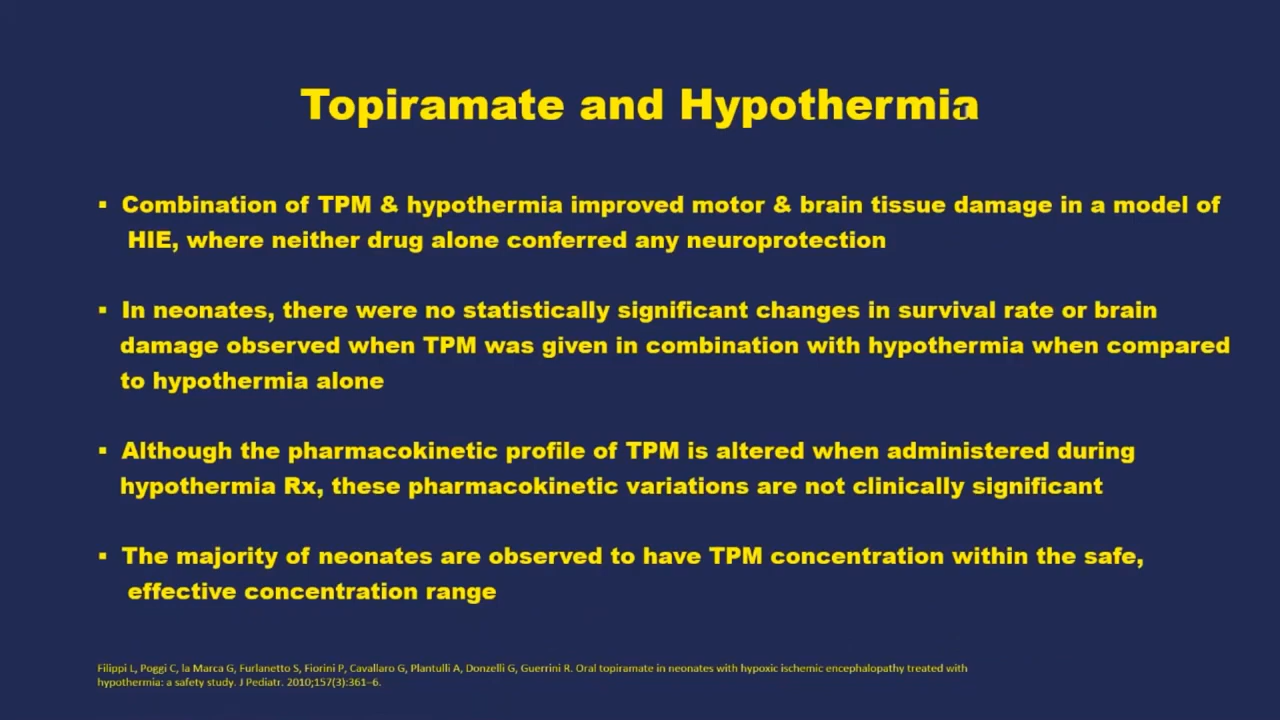 Topiramate and Hypothermia
▪ Combination of TPM & hypothermia improved motor & brain tissue damage in a model of
HIE, where neither drug alone conferred any neuroprotection
▪ In neonates, there were no statistically significant changes in survival rate or brain
damage observed when TPM was given in combination with hypothermia when compared
to hypothermia alone
▪ Although the pharmacokinetic profile of TPM is altered when administered during
hypothermia Rx, these pharmacokinetic variations are not clinically significant
▪ The majority of neonates are observed to have TPM concentration within the safe,
effective concentration range
Filippi L, Poggi C, la Marca G, Furlanetto S, Fiorini P, Cavallaro G, Plantulli A, Donzelli G, Guerrini R. Oral topiramate in neonates with hypoxic ischemic encephalopathy treated with
hypothermia: a safety study. J Pediatr. 2010;157(3):361–6.